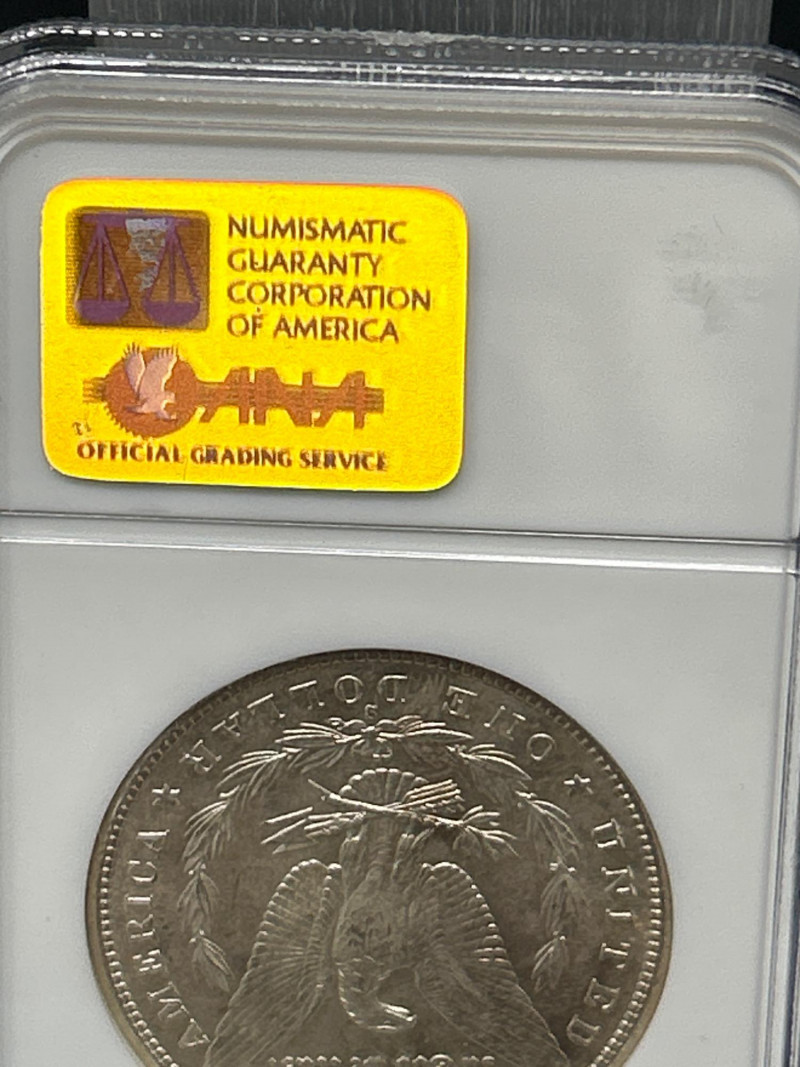 NUMISMATIC
GUARANTY
CORPORATION
OF AMERICA
ANA
OFFICIAL GRADING SERVICE
ONE DOLLAR
S
UNITED
AMERICA